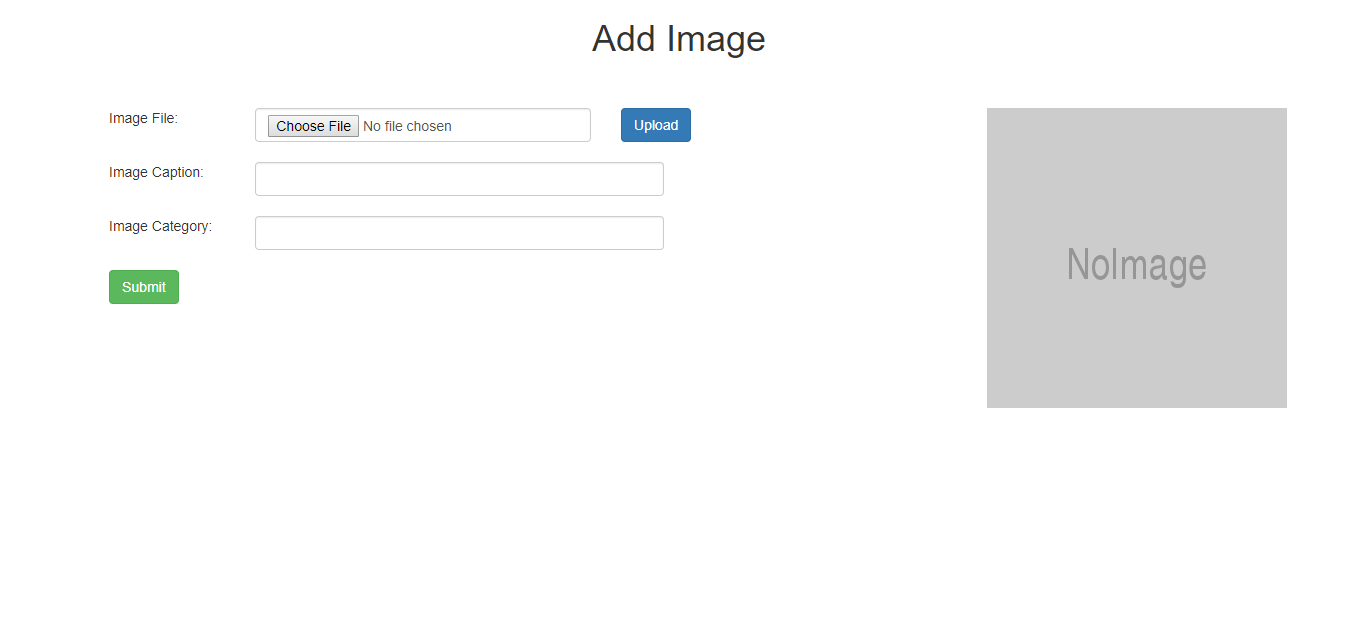 Add Image
Image File:
Choose File No file chosen
Upload
Image Caption:
Image Category:
Submit
NoImage